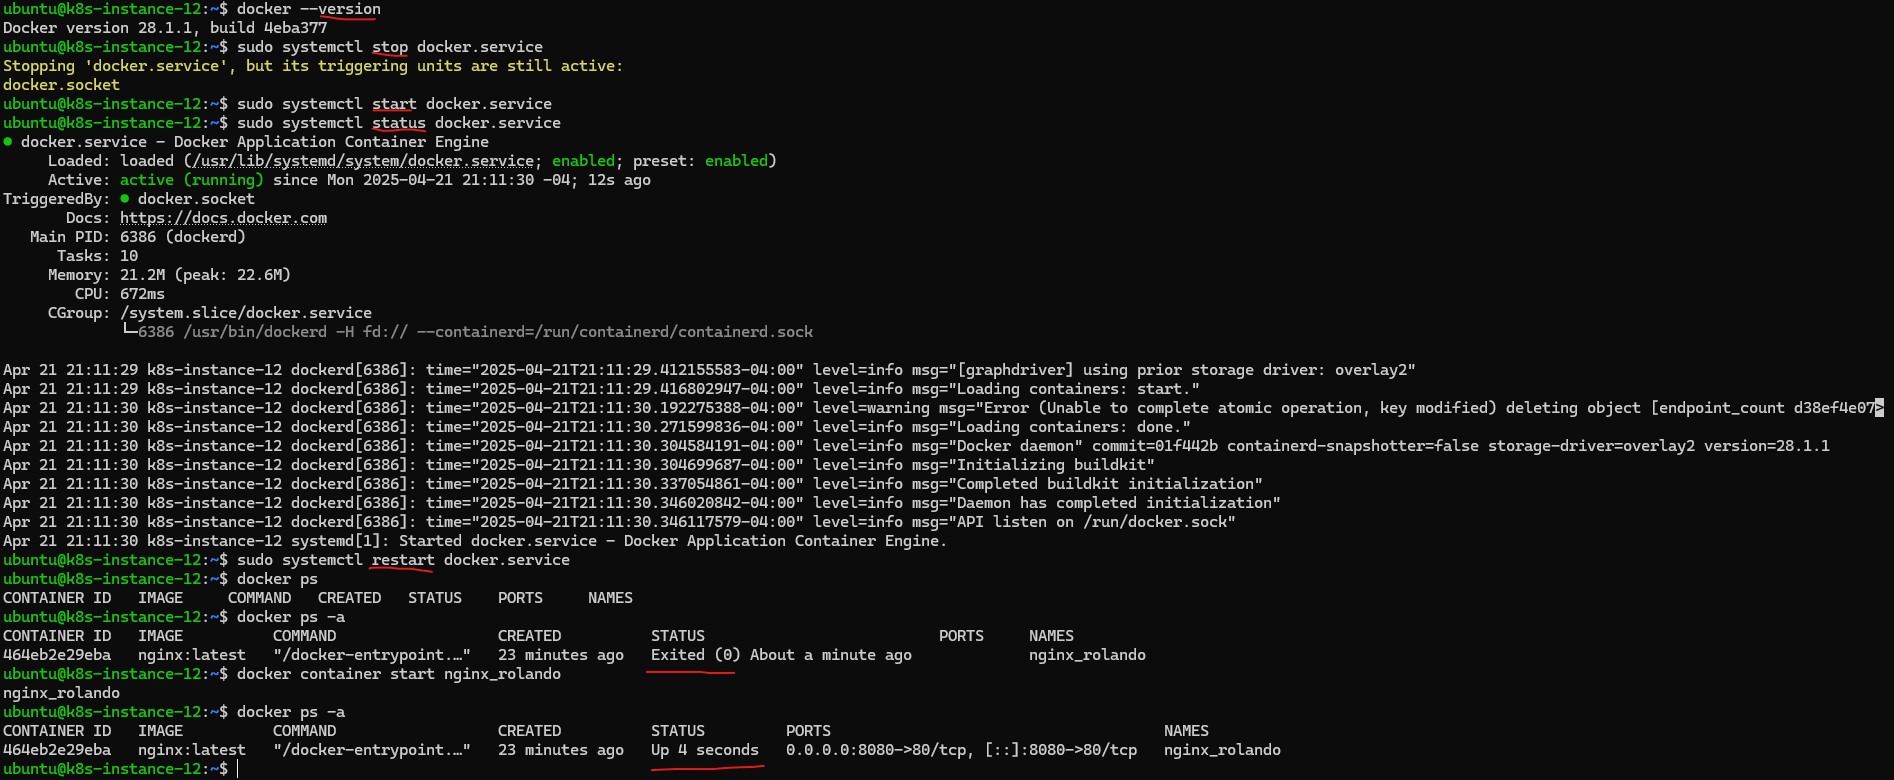 ubuntu@k8s-instance-12:~$ docker --version
Docker version 28.1.1, build 4eba377
ubuntu@k8s-instance-12:~$ sudo systemctl stop docker.service
Stopping 'docker.service', but its triggering units are still active:
docker.socket
ubuntu@k8s-instance-12:~$ sudo systemctl start docker.service
ubuntu@k8s-instance-12:~$ sudo systemctl status docker.service
● docker.service - Docker Application Container Engine
     Loaded: loaded (/usr/lib/systemd/system/docker.service; enabled; preset: enabled)
     Active: active (running) since Mon 2025-04-21 21:11:30 -04; 12s ago
TriggeredBy: ● docker.socket
       Docs: https://docs.docker.com
   Main PID: 6386 (dockerd)
      Tasks: 10
     Memory: 21.2M (peak: 22.6M)
        CPU: 672ms
     CGroup: /system.slice/docker.service
             └─6386 /usr/bin/dockerd -H fd:// --containerd=/run/containerd/containerd.sock
Apr 21 21:11:29 k8s-instance-12 dockerd[6386]: time="2025-04-21T21:11:29.412155583-04:00" level=info msg="[graphdriver] using prior storage driver: overlay2"
Apr 21 21:11:29 k8s-instance-12 dockerd[6386]: time="2025-04-21T21:11:29.416802947-04:00" level=info msg="Loading containers: start."
Apr 21 21:11:30 k8s-instance-12 dockerd[6386]: time="2025-04-21T21:11:30.192275388-04:00" level=warning msg="Error (Unable to complete atomic operation, key modified) deleting object [endpoint_count d38ef4e07>
Apr 21 21:11:30 k8s-instance-12 dockerd[6386]: time="2025-04-21T21:11:30.271599836-04:00" level=info msg="Loading containers: done."
Apr 21 21:11:30 k8s-instance-12 dockerd[6386]: time="2025-04-21T21:11:30.304584191-04:00" level=info msg="Docker daemon" commit=01f442b containerd-snapshotter=false storage-driver=overlay2 version=28.1.1
Apr 21 21:11:30 k8s-instance-12 dockerd[6386]: time="2025-04-21T21:11:30.304699687-04:00" level=info msg="Initializing buildkit"
Apr 21 21:11:30 k8s-instance-12 dockerd[6386]: time="2025-04-21T21:11:30.337054861-04:00" level=info msg="Completed buildkit initialization"
Apr 21 21:11:30 k8s-instance-12 dockerd[6386]: time="2025-04-21T21:11:30.346020842-04:00" level=info msg="Daemon has completed initialization"
Apr 21 21:11:30 k8s-instance-12 dockerd[6386]: time="2025-04-21T21:11:30.346117579-04:00" level=info msg="API listen on /run/docker.sock"
Apr 21 21:11:30 k8s-instance-12 systemd[1]: Started docker.service - Docker Application Container Engine.
ubuntu@k8s-instance-12:~$ sudo systemctl restart docker.service
ubuntu@k8s-instance-12:~$ docker ps
CONTAINER ID   IMAGE     COMMAND   CREATED   STATUS    PORTS     NAMES
ubuntu@k8s-instance-12:~$ docker ps -a
CONTAINER ID   IMAGE          COMMAND                  CREATED          STATUS                          PORTS     NAMES
464eb2e29eba   nginx:latest   "/docker-entrypoint.…"   23 minutes ago   Exited (0) About a minute ago             nginx_rolando
ubuntu@k8s-instance-12:~$ docker container start nginx_rolando
nginx_rolando
ubuntu@k8s-instance-12:~$ docker ps -a
CONTAINER ID   IMAGE          COMMAND                  CREATED          STATUS         PORTS                                     NAMES
464eb2e29eba   nginx:latest   "/docker-entrypoint.…"   23 minutes ago   Up 4 seconds   0.0.0.0:8080->80/tcp, [::]:8080->80/tcp   nginx_rolando
ubuntu@k8s-instance-12:~$